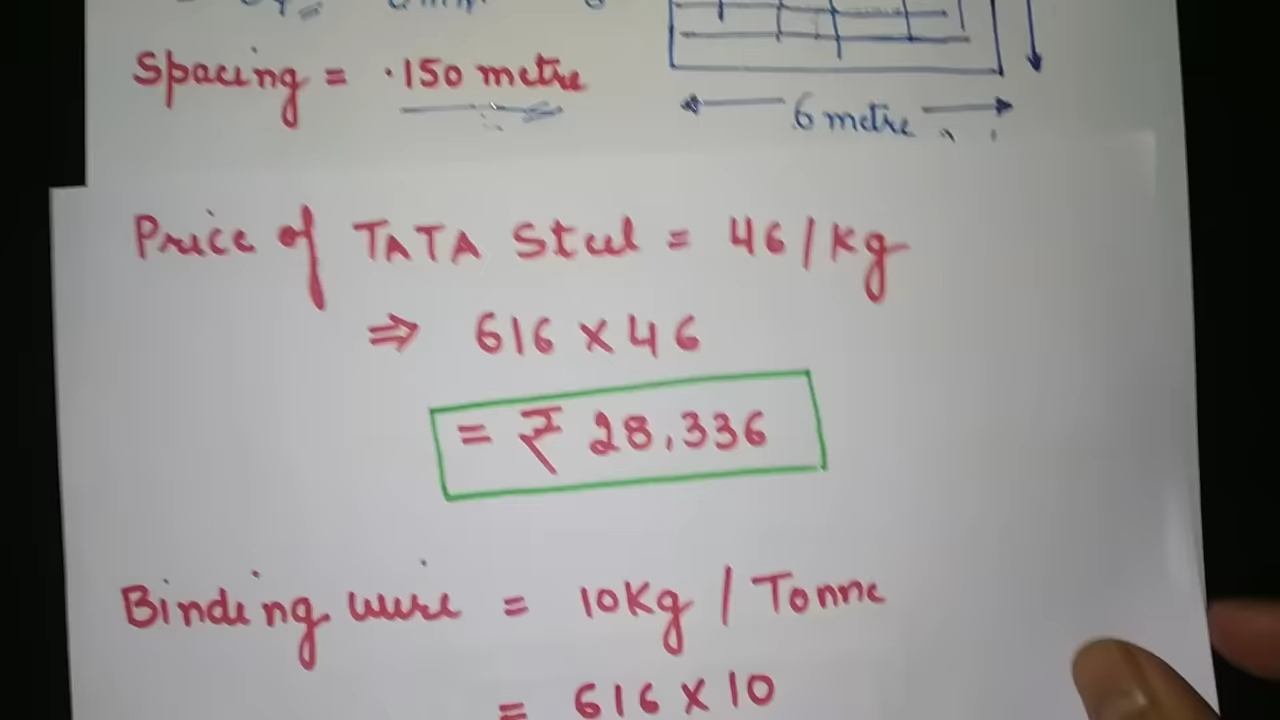 Spacing = .150 metre
6 metre
Price of TATA Steel = 46/Kg
⇒ 616 × 46
= ₹ 28,336
Binding wire = 10Kg / Tonne
= 616 × 10